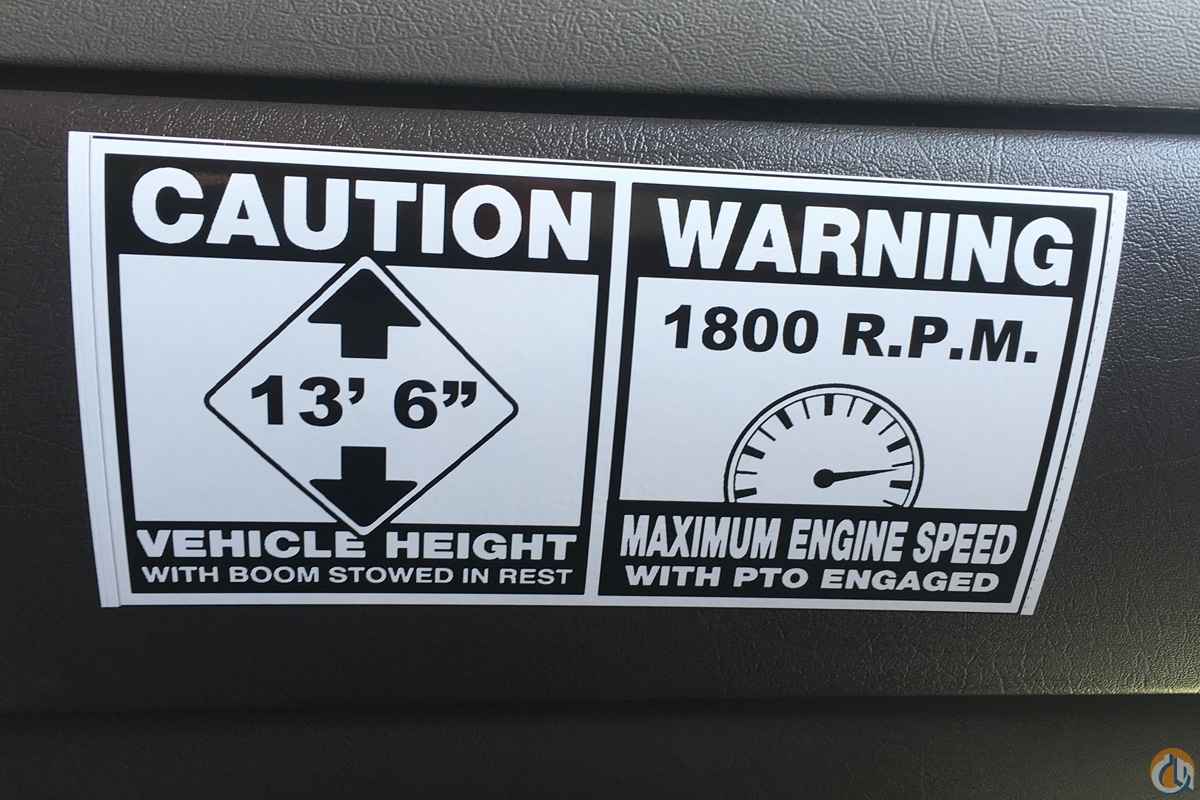 CAUTION
13’ 6”
VEHICLE HEIGHT
WITH BOOM STOWED IN REST
WARNING
1800 R.P.M.
MAXIMUM ENGINE SPEED
WITH PTO ENGAGED